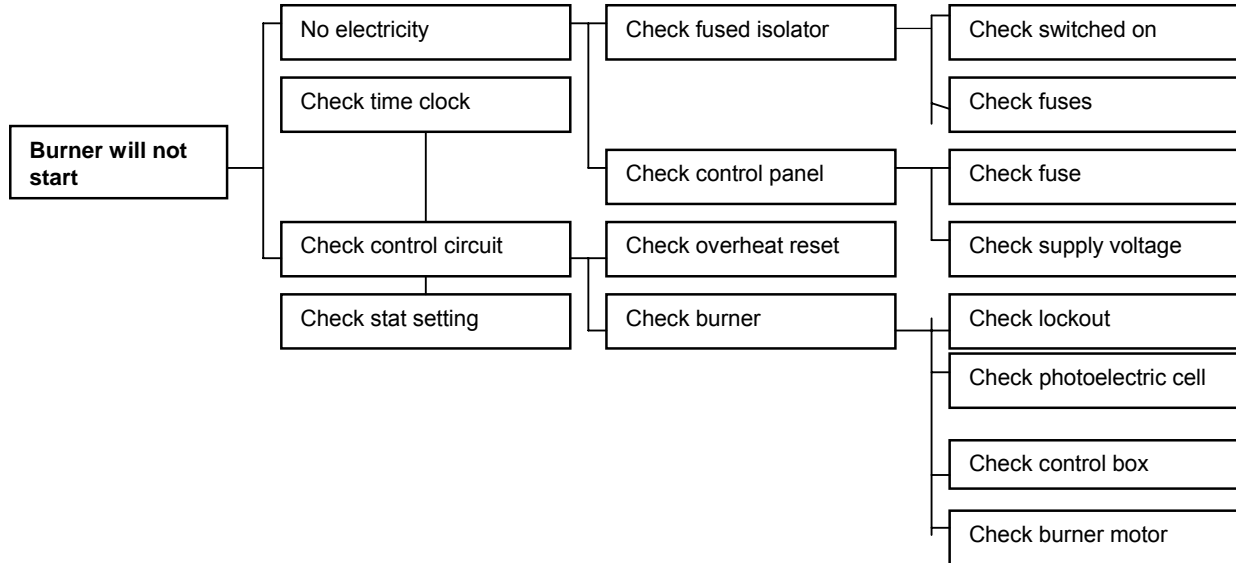 No electricity
Check fused isolator
Check switched on
Check time clock
Check fuses
Burner will not
start
Check control panel
Check fuse
Check control circuit
Check overheat reset
Check supply voltage
Check stat setting
Check burner
Check lockout
Check photoelectric cell
Check control box
Check burner motor